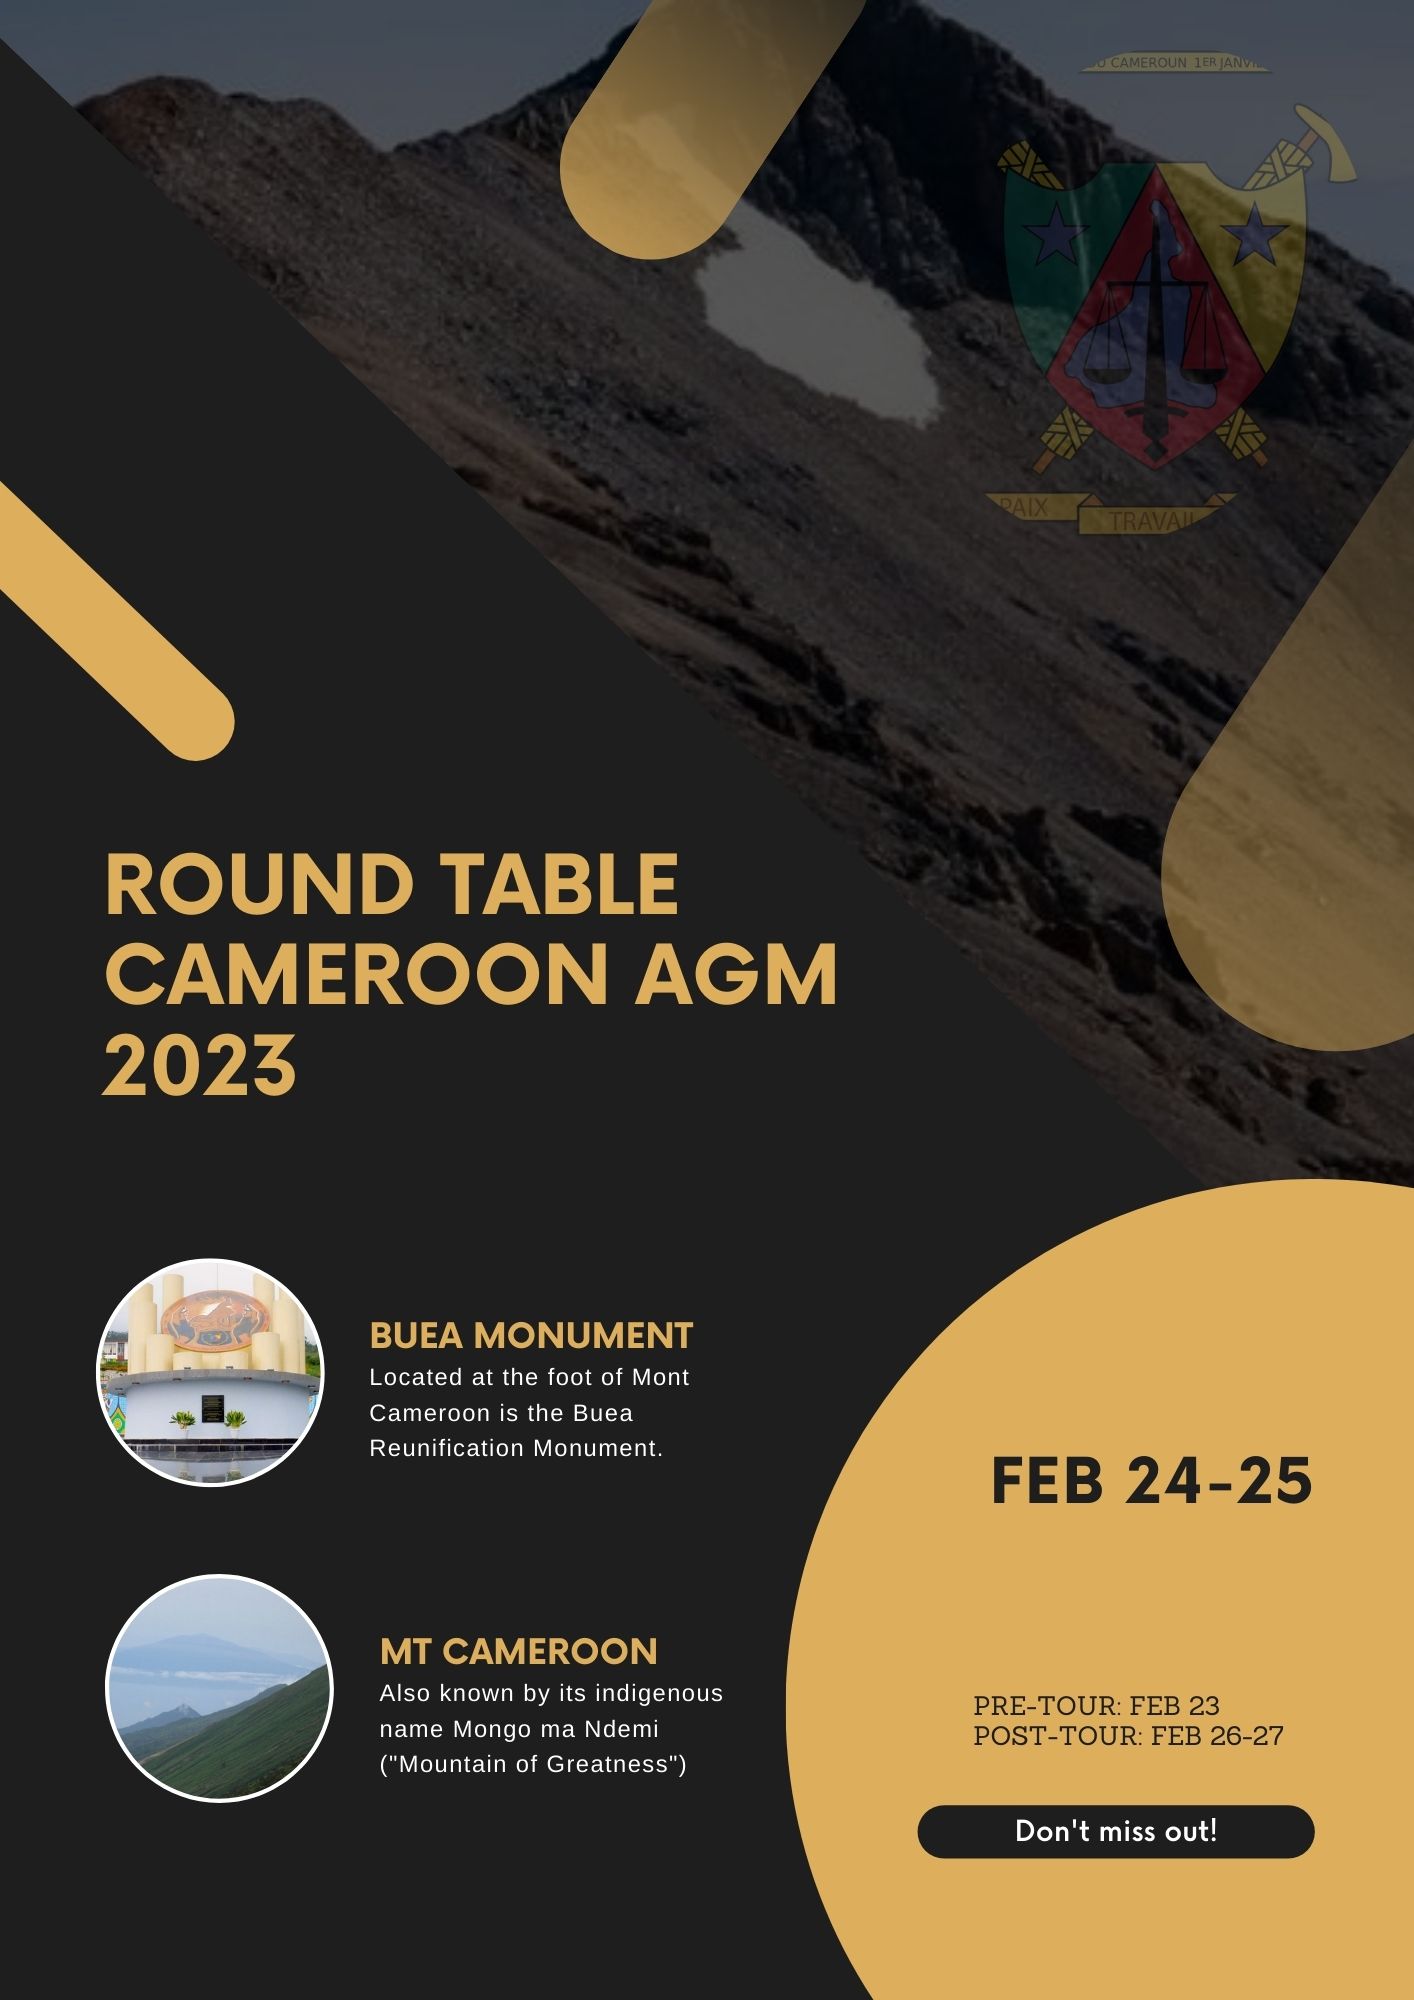 DU CAMEROUN 1ER JANVI
PAIX
TRAVAIL
ROUND TABLE
CAMEROON AGM
2023
BUEA MONUMENT
Located at the foot of Mont
Cameroon is the Buea
Reunification Monument.
MT CAMEROON
Also known by its indigenous
name Mongo ma Ndemi
("Mountain of Greatness")
FEB 24-25
PRE-TOUR: FEB 23
POST-TOUR: FEB 26-27
Don't miss out!